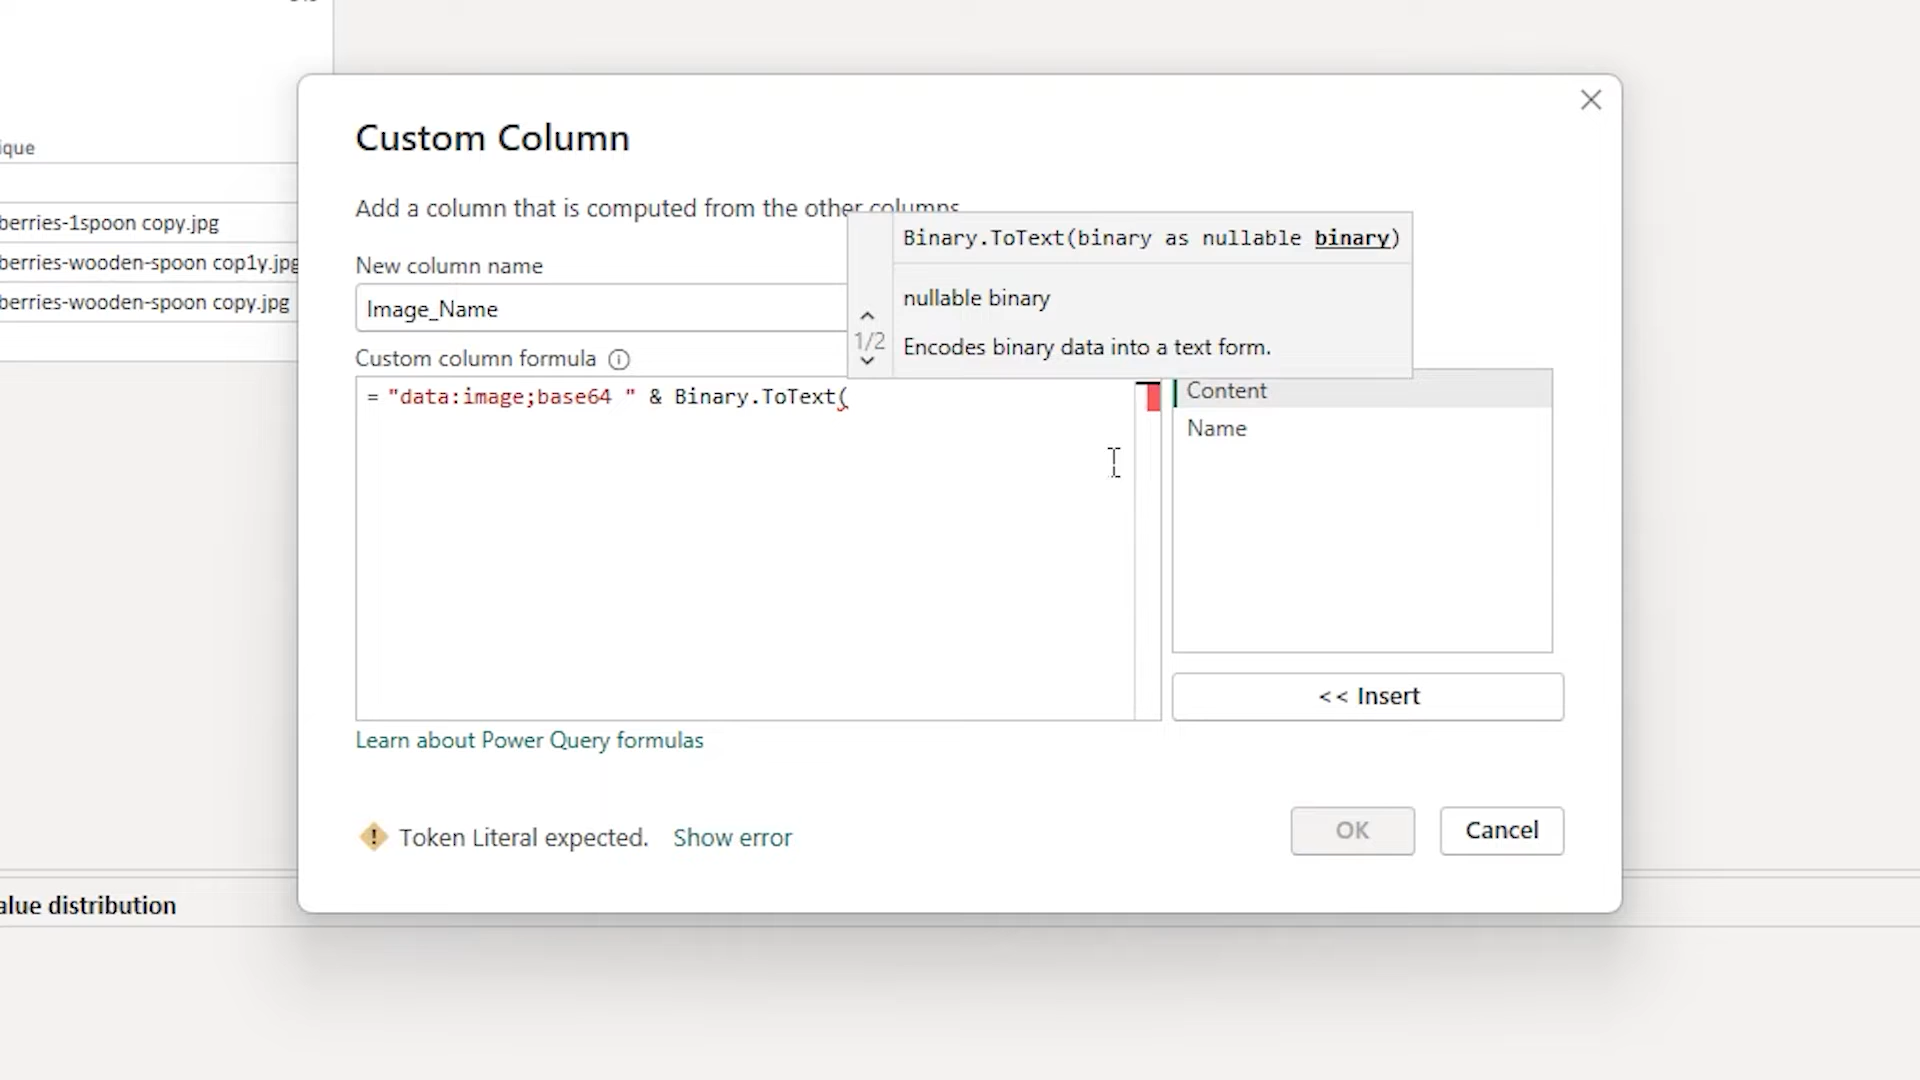 ique
berries-1spoon copy.jpg
berries-wooden-spoon cop1y.jpg
berries-wooden-spoon copy.jpg
Custom Column
Add a column that is computed from the other columns.
New column name
Image_Name
Binary.ToText(binary as nullable binary)
nullable binary
1/2
Encodes binary data into a text form.
Custom column formula
= "data:image;base64 " & Binary.ToText(
Content
Name
<< Insert
Learn about Power Query formulas
Token Literal expected. Show error
OK
Cancel
alue distribution